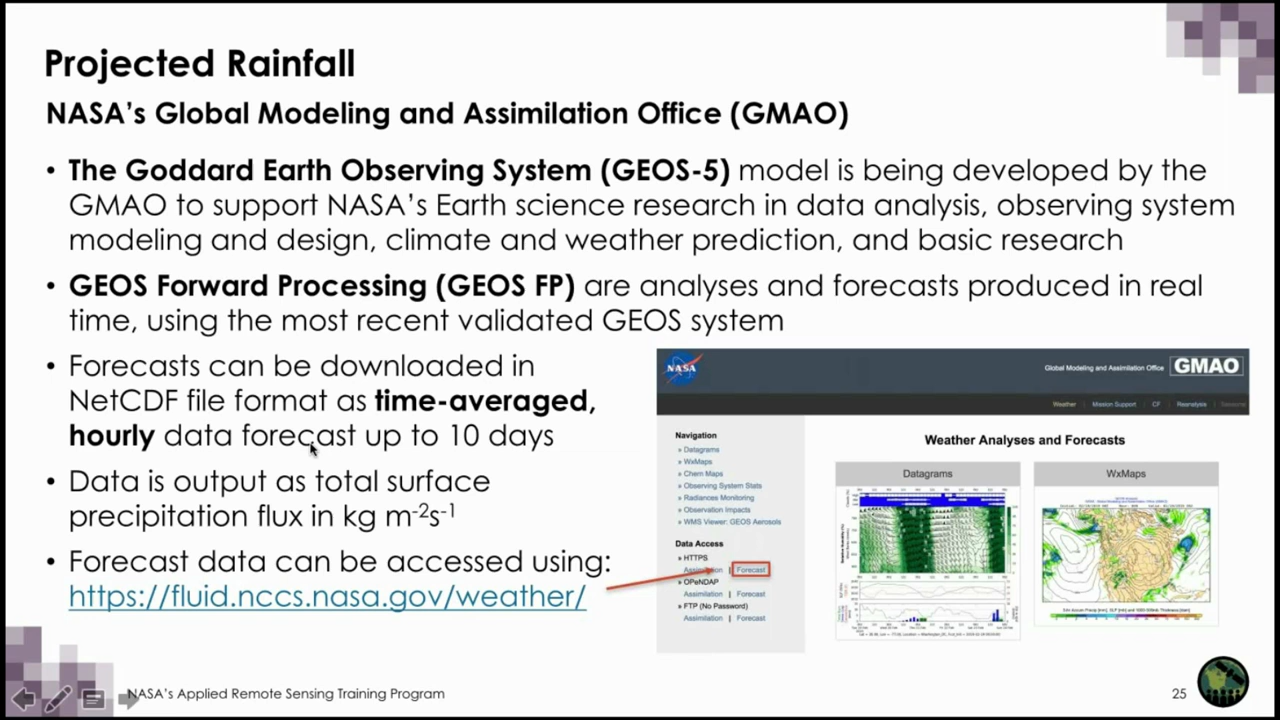 Projected Rainfall
NASA's Global Modeling and Assimilation Office (GMAO)
• The Goddard Earth Observing System (GEOS-5) model is being developed by the
GMAO to support NASA's Earth science research in data analysis, observing system
modeling and design, climate and weather prediction, and basic research
• GEOS Forward Processing (GEOS FP) are analyses and forecasts produced in real
time, using the most recent validated GEOS system
• Forecasts can be downloaded in
NetCDF file format as time-averaged,
hourly data forecast up to 10 days
• Data is output as total surface
precipitation flux in kg m-2s-1
• Forecast data can be accessed using:
https://fluid.nccs.nasa.gov/weather/
NASA
Global Modeling and Assimilation Office GMAO
Weather | Mission Support | CF | Reanalysis |
Navigation
» Datagrams
» WxMaps
» Chem Maps
» Observing System Stats
» Radiances Monitoring
» Observation Impacts
» WMS Viewer: GEOS Aerosols
Data Access
» HTTPS
Assimilation | Forecast
» OPeNDAP
Assimilation | Forecast
» FTP (No Password)
Assimilation | Forecast
Weather Analyses and Forecasts
Datagrams
WxMaps
NASA's Applied Remote Sensing Training Program
25